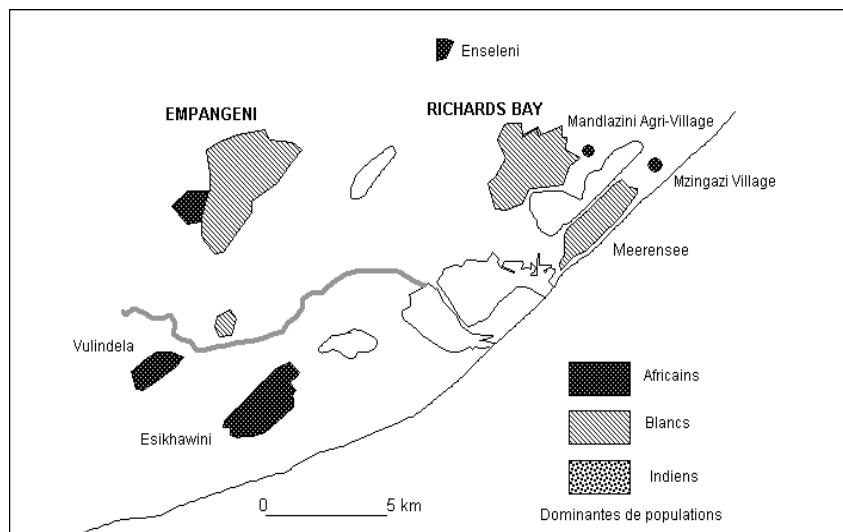 Enseleni
EMPANGENI
RICHARDS BAY
Mandlazini Agri-Village
Mzingazi Village
Meerensee
Vulindela
Esikhawini
Africains
Blancs
Indiens
0 5 km
Dominantes de populations